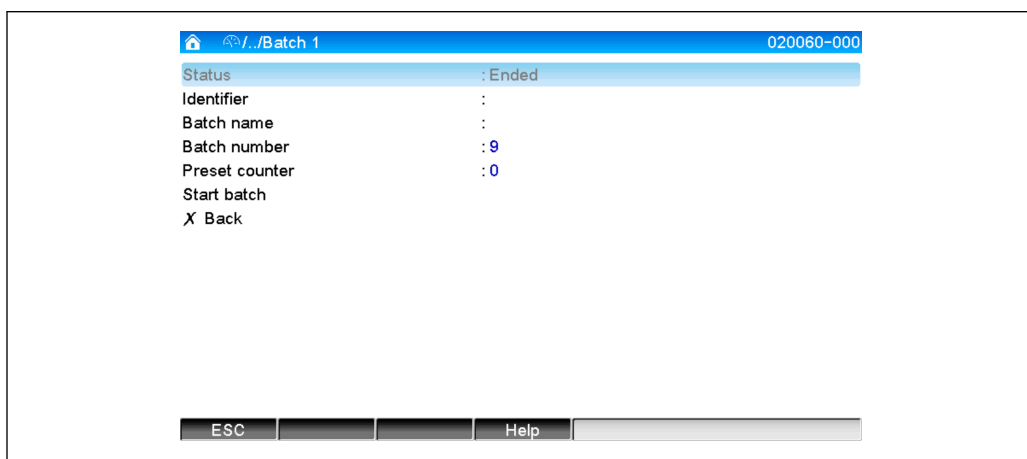 /../Batch 1 020060-000
Status : Ended
Identifier :
Batch name :
Batch number : 9
Preset counter : 0
Start batch
X Back
ESC Help